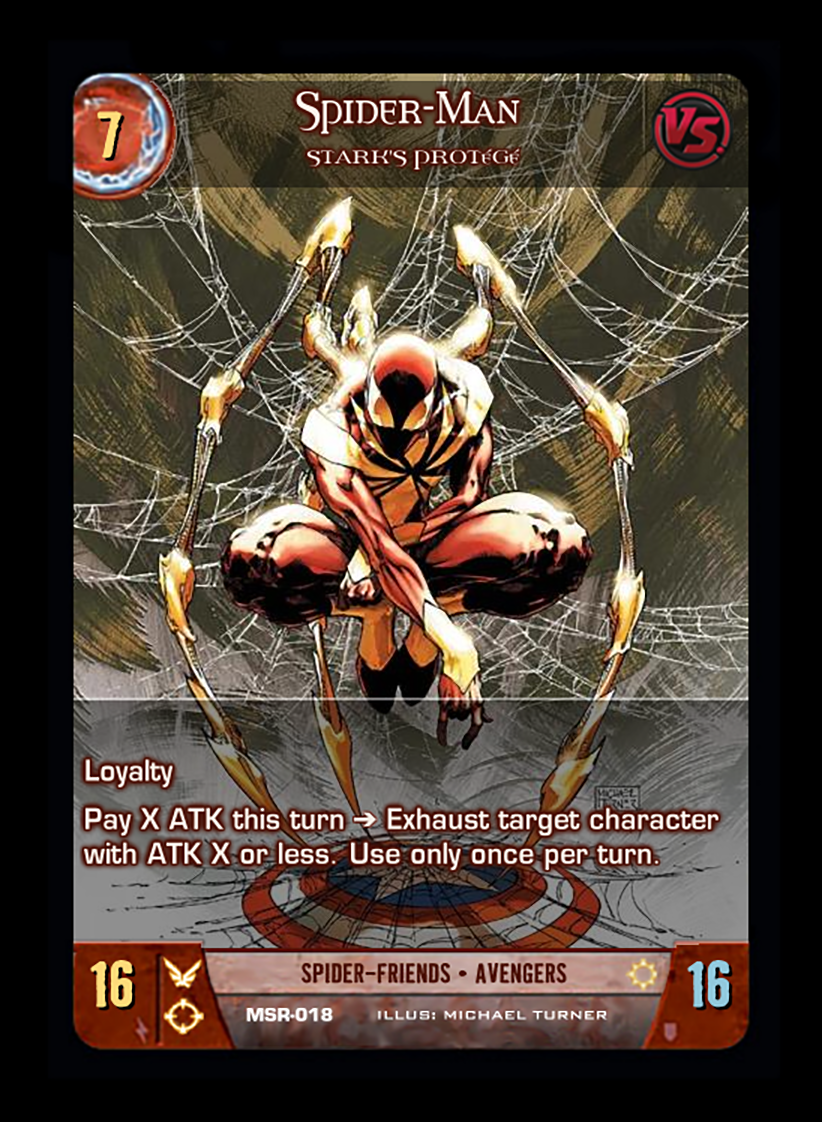 7
Spider-Man
VS.
STARK'S PROTÉGÉ
Loyalty
Pay X ATK this turn ➔ Exhaust target character
with ATK X or less. Use only once per turn.
MICHAEL
TURNER
16
SPIDER-FRIENDS • AVENGERS
16
MSR-018
ILLUS: MICHAEL TURNER